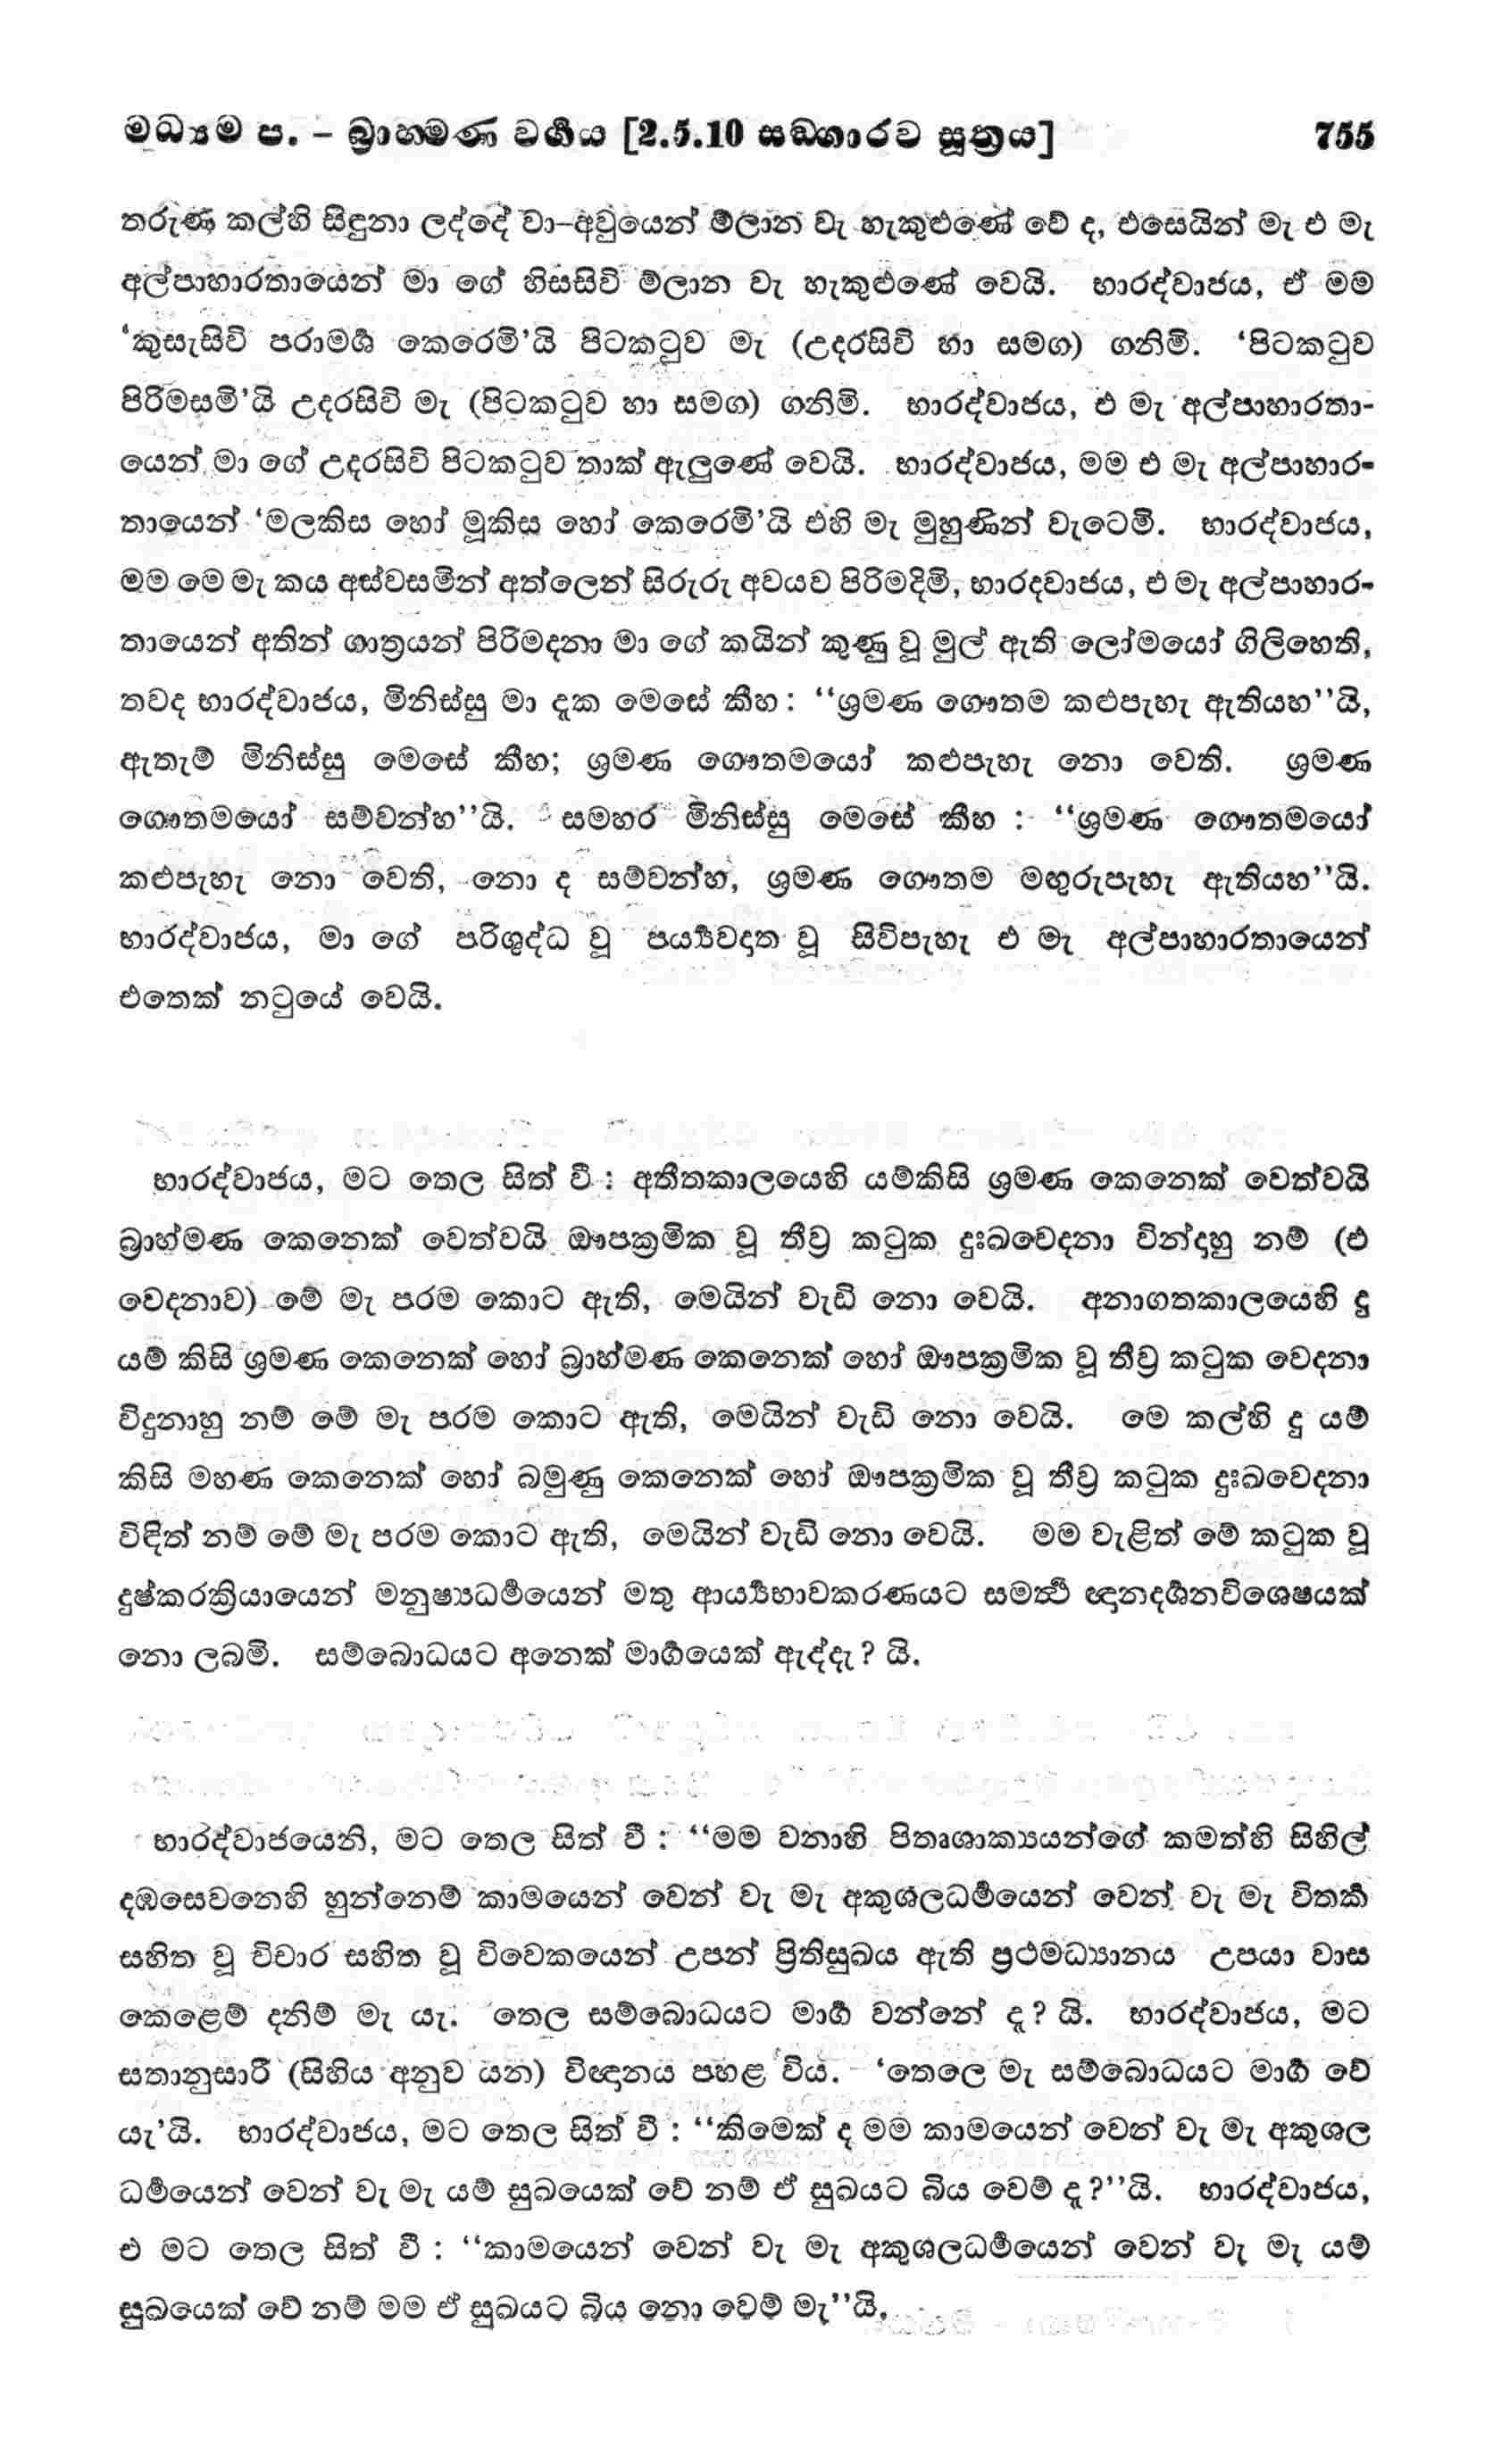 මධ්‍යම ප. – බ්‍රාහමණ වර්‍ගය [2.5.10 සඞ්ගාරව සූත්‍රය] 755
තරුණ කල්හි සිඳුනා ලද්දේ වා–අවුයෙන් ම්ලාන වැ හැකුළුණේ වේ ද, එසෙයින් මැ එ මැ
අල්පාහාරතායෙන් මා ගේ හිසසිවි ම්ලාන වැ හැකුළුණේ වෙයි. භාරද්වාජය, ඒ මම
‘කුසැසිවි පරාමර්‍ශ කෙරෙමි’යි පිටකටුව මැ (උදරසිවි හා සමග) ගනිමි. ‘පිටකටුව
පිරිමසමි’යි උදරසිවි මැ (පිටකටුව හා සමග) ගනිමි. භාරද්වාජය, එ මැ අල්පාහාරතා-
යෙන් මා ගේ උදරසිවි පිටකටුව තාක් ඇලුණේ වෙයි. භාරද්වාජය, මම එ මැ අල්පාහාර-
තායෙන් ‘මලකිස හෝ මූකිස හෝ කෙරෙමි’යි එහි මැ මුහුණින් වැටෙමි. භාරද්වාජය,
මම මෙ මැ කය අස්වසමින් අත්ලෙන් සිරුරු අවයව පිරිමදිමි, භාරදවාජය, එ මැ අල්පාහාර-
තායෙන් අතින් ගාත්‍රයන් පිරිමදනා මා ගේ කයින් කුණු වූ මුල් ඇති ලෝමයෝ ගිලිහෙති,
තවද භාරද්වාජය, මිනිස්සු මා දැක මෙසේ කීහ : “ශ්‍රමණ ගෞතම කළුපැහැ ඇතියහ”යි,
ඇතැම් මිනිස්සු මෙසේ කීහ; ශ්‍රමණ ගෞතමයෝ කළුපැහැ නො වෙති. ශ්‍රමණ
ගෞතමයෝ සම්වන්හ”යි. සමහර මිනිස්සු මෙසේ කීහ : “ශ්‍රමණ ගෞතමයෝ
කළුපැහැ නො වෙති, නො ද සම්වන්හ, ශ්‍රමණ ගෞතම මඟුරුපැහැ ඇතියහ”යි.
භාරද්වාජය, මා ගේ පරිශුද්ධ වූ පර්‍ය්‍යවදාත වූ සිවිපැහැ එ මැ අල්පාහාරතායෙන්
එතෙක් නටුයේ වෙයි.
භාරද්වාජය, මට තෙල සිත් වී : අතීතකාලයෙහි යම්කිසි ශ්‍රමණ කෙනෙක් වෙත්වයි
බ්‍රාහ්මණ කෙනෙක් වෙත්වයි ඖපක්‍රමික වූ තීව්‍ර කටුක දුඃඛවෙදනා වින්දාහු නම් (එ
වෙදනාව) මේ මැ පරම කොට ඇති, මෙයින් වැඩි නො වෙයි. අනාගතකාලයෙහි දු
යම් කිසි ශ්‍රමණ කෙනෙක් හෝ බ්‍රාහ්මණ කෙනෙක් හෝ ඖපක්‍රමික වූ තීව්‍ර කටුක වෙදනා
විඳුනාහු නම් මේ මැ පරම කොට ඇති, මෙයින් වැඩි නො වෙයි. මෙ කල්හි දු යම්
කිසි මහණ කෙනෙක් හෝ බමුණු කෙනෙක් හෝ ඖපක්‍රමික වූ තීව්‍ර කටුක දුඃඛවෙදනා
විඳිත් නම් මේ මැ පරම කොට ඇති, මෙයින් වැඩි නො වෙයි. මම වැළිත් මේ කටුක වූ
දුෂ්කරක්‍රියායෙන් මනුෂ්‍යධර්‍මයෙන් මතු ආර්‍ය්‍යභාවකරණයට සමර්‍ත්‍ථ ඥානදර්‍ශනවිශෙෂයක්
නො ලබමි. සම්බොධයට අනෙක් මාර්‍ගයෙක් ඇද්දැ? යි.
භාරද්වාජයෙනි, මට තෙල සිත් වී : “මම වනාහි පිතෘශාක්‍යයන්ගේ කමත්හි සිහිල්
දඹසෙවනෙහි හුන්නෙම් කාමයෙන් වෙන් වැ මැ අකුශලධර්‍මයෙන් වෙන් වැ මැ විතර්‍ක
සහිත වූ විචාර සහිත වූ විවෙකයෙන් උපන් ප්‍රිතිසුඛය ඇති ප්‍රථමධ්‍යානය උපයා වාස
කෙළෙම් දනිම් මැ යැ. තෙල සම්බොධයට මාර්‍ග වන්නේ දැ? යි. භාරද්වාජය, මට
සතානුසාරී (සිහිය අනුව යන) විඥානය පහළ විය. ‘තෙලෙ මැ සම්බොධයට මාර්‍ග වේ
යැ’යි. භාරද්වාජය, මට තෙල සිත් වී : “කිමෙක් ද මම කාමයෙන් වෙන් වැ මැ අකුශල
ධර්‍මයෙන් වෙන් වැ මැ යම් සුඛයෙක් වේ නම් ඒ සුඛයට බිය වෙම් දැ?”යි. භාරද්වාජය,
එ මට තෙල සිත් වී : “කාමයෙන් වෙන් වැ මැ අකුශලධර්‍මයෙන් වෙන් වැ මැ යම්
සුඛයෙක් වේ නම් මම ඒ සුඛයට බිය නො වෙම් මැ”යි.